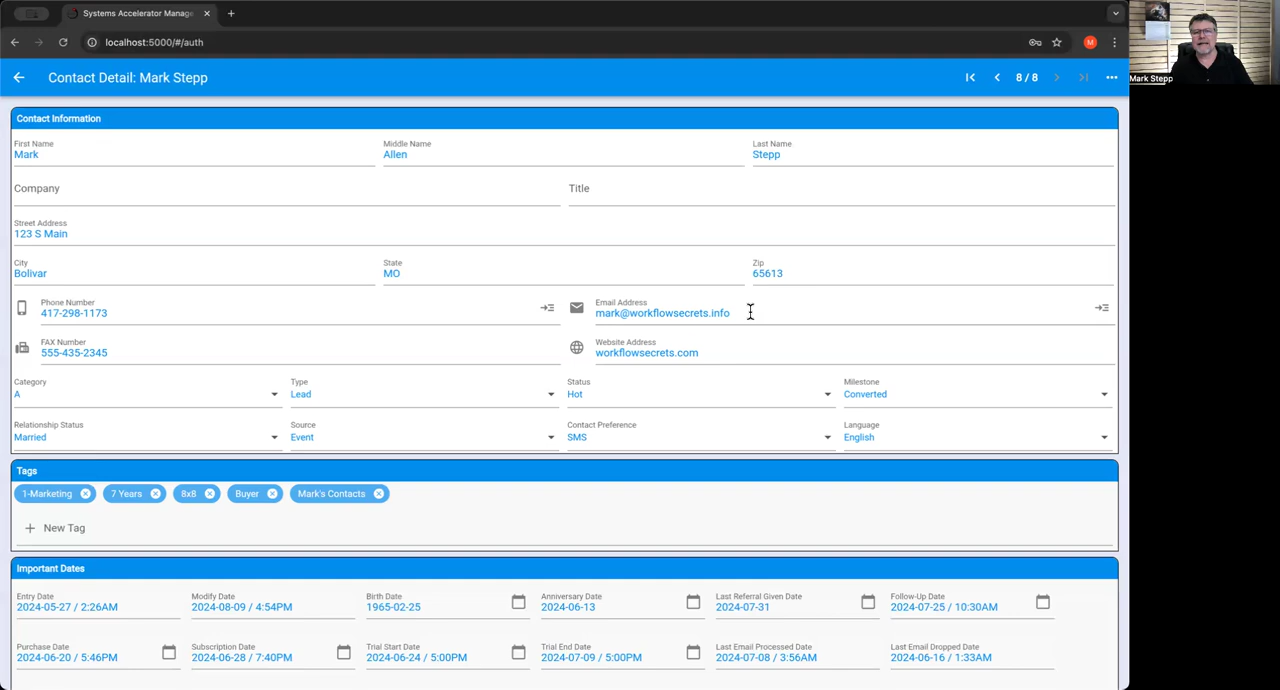 Systems Accelerator Manage
localhost:5000/#/auth
M
Mark Stepp
Contact Detail: Mark Stepp
8 / 8
Contact Information
First Name
Mark
Middle Name
Allen
Last Name
Stepp
Company
Title
Street Address
123 S Main
City
Bolivar
State
MO
Zip
65613
Phone Number
417-298-1173
Email Address
mark@workflowsecrets.info
FAX Number
555-435-2345
Website Address
workflowsecrets.com
Category
A
Type
Lead
Status
Hot
Milestone
Converted
Relationship Status
Married
Source
Event
Contact Preference
SMS
Language
English
Tags
1-Marketing
7 Years
8x8
Buyer
Mark's Contacts
New Tag
Important Dates
Entry Date
2024-05-27 / 2:26AM
Modify Date
2024-08-09 / 4:54PM
Birth Date
1965-02-25
Anniversary Date
2024-06-13
Last Referral Given Date
2024-07-31
Follow-Up Date
2024-07-25 / 10:30AM
Purchase Date
2024-06-20 / 5:46PM
Subscription Date
2024-06-28 / 7:40PM
Trial Start Date
2024-06-24 / 5:00PM
Trial End Date
2024-07-09 / 5:00PM
Last Email Processed Date
2024-07-08 / 3:56AM
Last Email Dropped Date
2024-06-16 / 1:33AM